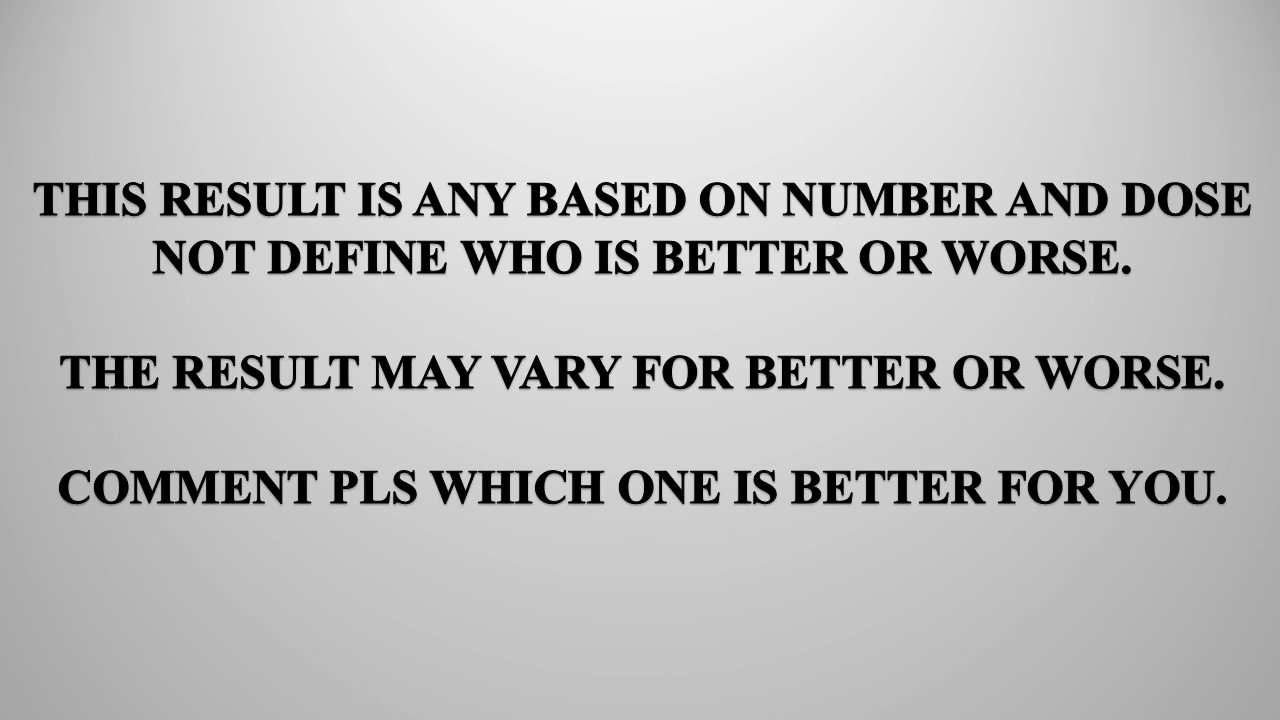 THIS RESULT IS ANY BASED ON NUMBER AND DOSE
NOT DEFINE WHO IS BETTER OR WORSE.
THE RESULT MAY VARY FOR BETTER OR WORSE.
COMMENT PLS WHICH ONE IS BETTER FOR YOU.